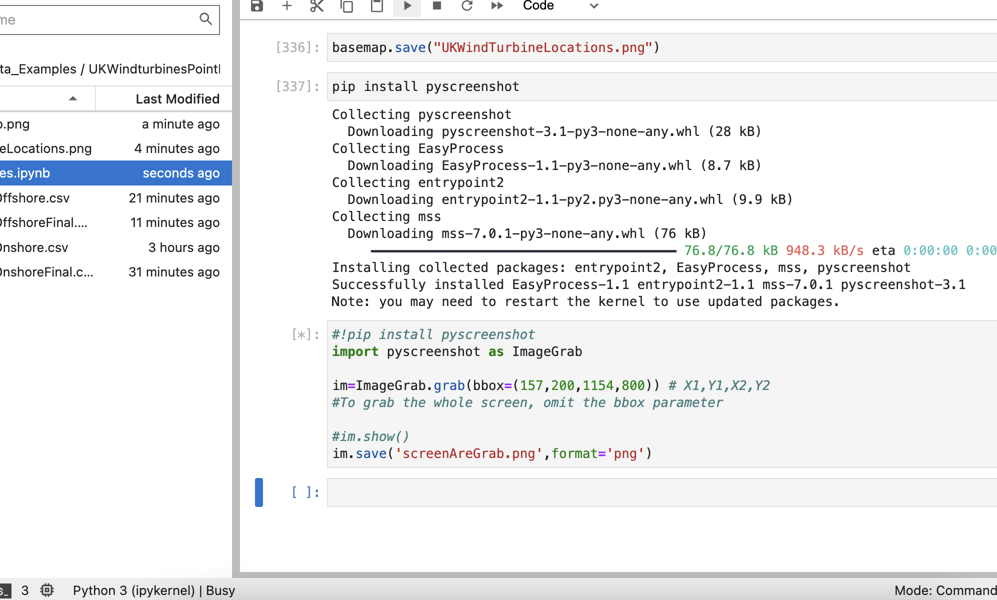 me
Code
ta_Examples / UKWindturbinesPoint
Last Modified
o.png a minute ago
eLocations.png 4 minutes ago
es.ipynb seconds ago
Offshore.csv 21 minutes ago
OffshoreFinal.... 11 minutes ago
Onshore.csv 3 hours ago
OnshoreFinal.c... 31 minutes ago
[336]: basemap.save("UKWindTurbineLocations.png")
[337]: pip install pyscreenshot
Collecting pyscreenshot
Downloading pyscreenshot-3.1-py3-none-any.whl (28 kB)
Collecting EasyProcess
Downloading EasyProcess-1.1-py3-none-any.whl (8.7 kB)
Collecting entrypoint2
Downloading entrypoint2-1.1-py2.py3-none-any.whl (9.9 kB)
Collecting mss
Downloading mss-7.0.1-py3-none-any.whl (76 kB)
76.8/76.8 kB 948.3 kB/s eta 0:00:00 0:00
Installing collected packages: entrypoint2, EasyProcess, mss, pyscreenshot
Successfully installed EasyProcess-1.1 entrypoint2-1.1 mss-7.0.1 pyscreenshot-3.1
Note: you may need to restart the kernel to use updated packages.
[*]: #!pip install pyscreenshot
import pyscreenshot as ImageGrab
im=ImageGrab.grab(bbox=(157,200,1154,800)) # X1,Y1,X2,Y2
#To grab the whole screen, omit the bbox parameter
#im.show()
im.save('screenAreGrab.png',format='png')
[ ]:
3 Python 3 (ipykernel) | Busy
Mode: Command